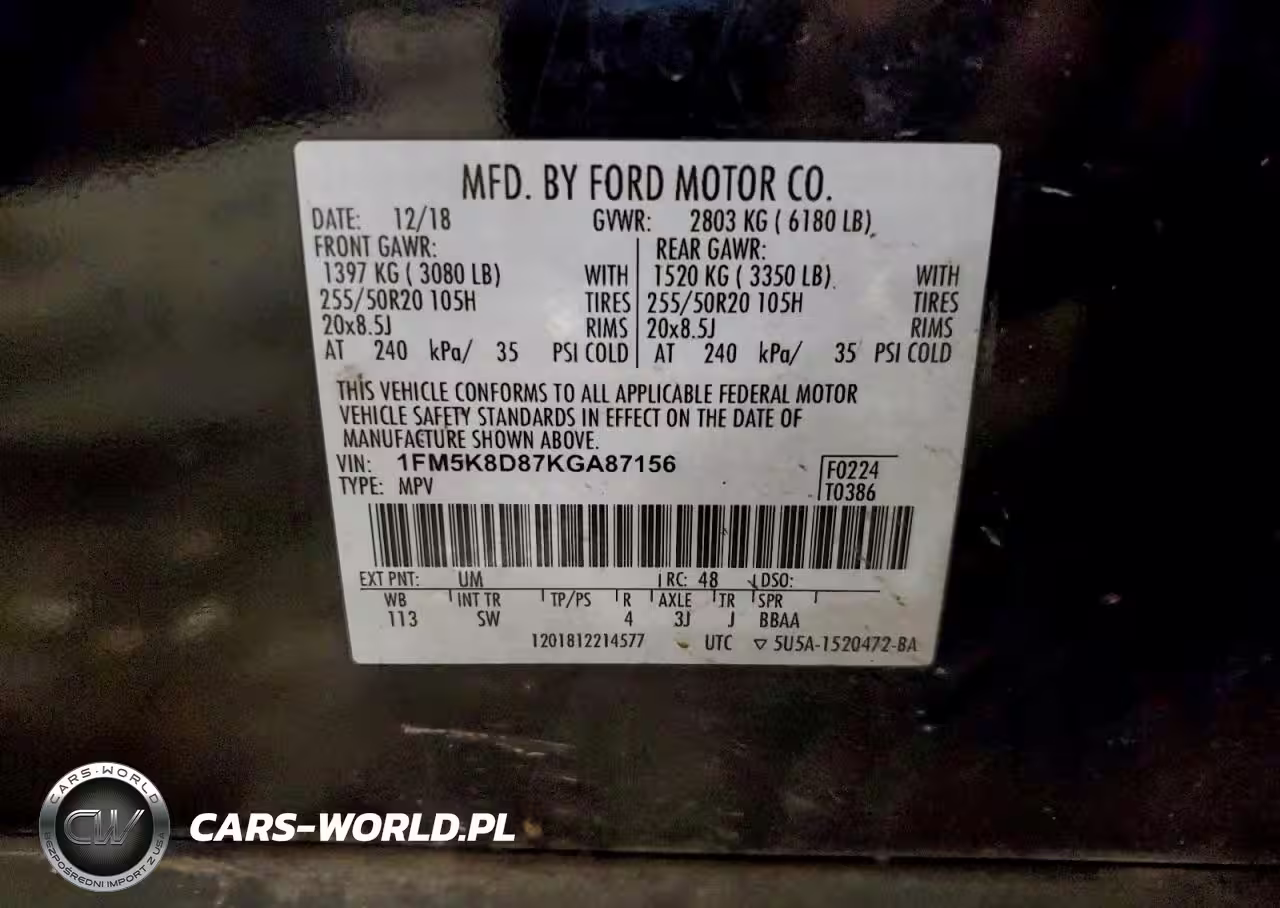 MFD. BY FORD MOTOR CO.
DATE: 12/18 GVWR: 2803 KG ( 6180 LB)
FRONT GAWR: REAR GAWR:
1397 KG ( 3080 LB) WITH 1520 KG ( 3350 LB) WITH
255/50R20 105H TIRES 255/50R20 105H TIRES
20x8.5J RIMS 20x8.5J RIMS
AT 240 kPa/ 35 PSI COLD AT 240 kPa/ 35 PSI COLD
THIS VEHICLE CONFORMS TO ALL APPLICABLE FEDERAL MOTOR
VEHICLE SAFETY STANDARDS IN EFFECT ON THE DATE OF
MANUFACTURE SHOWN ABOVE.
VIN: 1FM5K8D87KGA87156 F0224
TYPE: MPV T0386
EXT PNT: UM RC: 48 DSO:
WB INT TR TP/PS R AXLE TR SPR
113 SW 4 3J J BBAA
1201812214577 UTC ▽ 5U5A-1520472-BA
CARS-WORLD
CW
BEZPOŚREDNI IMPORT Z USA
CARS-WORLD.PL